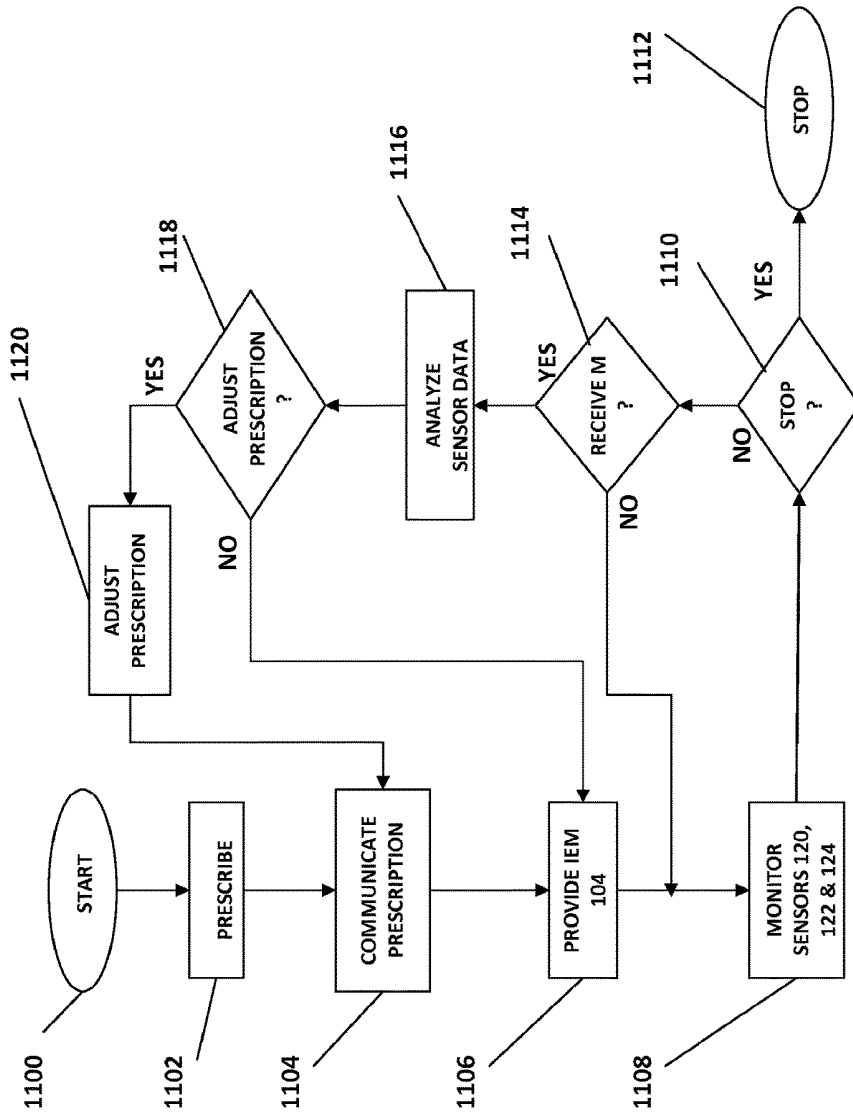 1100
START
1102
PRESCRIBE
1104
COMMUNICATE
PRESCRIPTION
1106
PROVIDE IEM
104
1108
MONITOR
SENSORS 120,
122 & 124
1110
STOP
?
YES
NO
1112
STOP
1114
RECEIVE M
?
YES
NO
1116
ANALYZE
SENSOR DATA
1118
ADJUST
PRESCRIPTION
?
YES
NO
1120
ADJUST
PRESCRIPTION